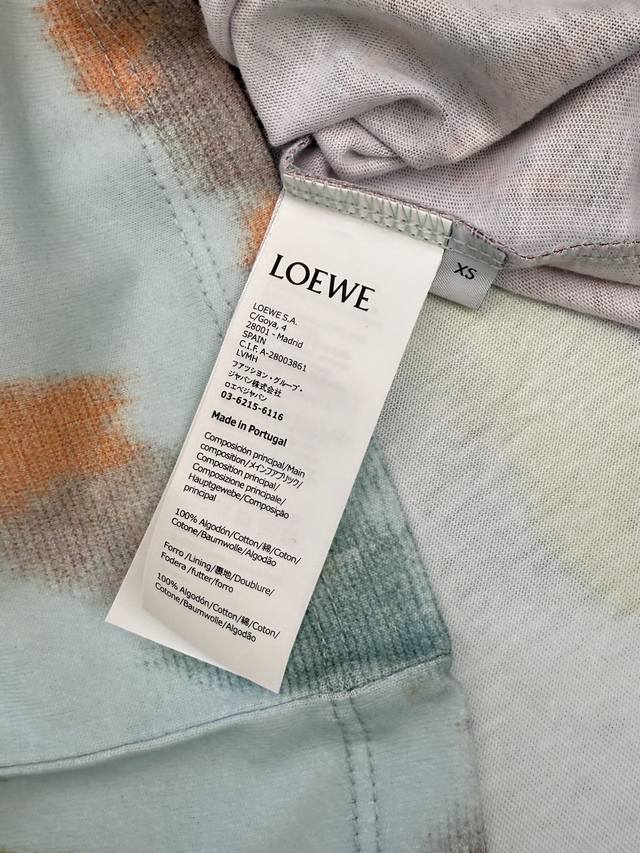 LOEWE
XS
LOEWE S.A.
C/Goya, 4
28001 - Madrid
SPAIN
C.I.F. A-28003861
LVMH
ファッション・グループ・
ジャパン株式会社
ロエベジャパン
03-6215-6116
Made in Portugal
Composición principal/Main
composition/メインファブリック/
Composition principal/
Composizione principale/
Hauptgewebe/Composição
principal
100% Algodón/Cotton/綿/Coton/
Cotone/Baumwolle/Algodão
Forro /Lining/裏地/Doublure/
Fodera /futter/forro
100% Algodón/Cotton/綿/Coton/
Cotone/Baumwolle/Algodão